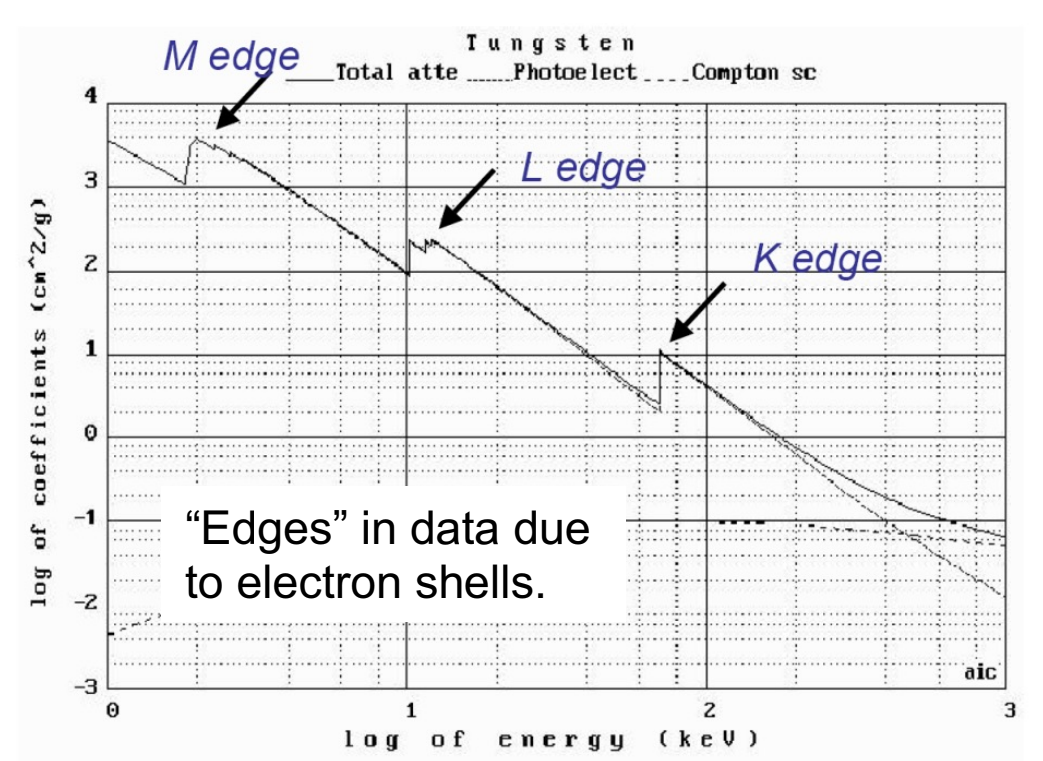 Tungsten
M edge
____Total atte ......Photoelect ....Compton sc
4
L edge
3
K edge
2
1
0
-1
-2
-3
log of coefficients (cm^2/g)
“Edges” in data due
to electron shells.
aic
0 1 2 3
log of energy (keV)